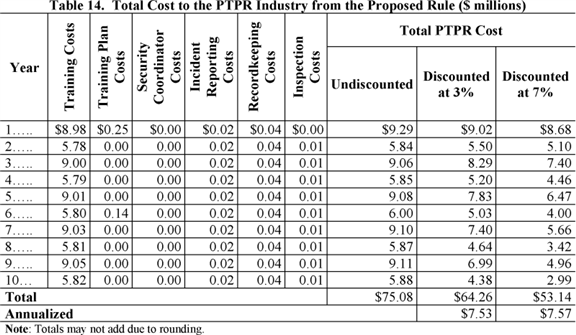 Table 14. Total Cost to the PTPR Industry from the Proposed Rule ($ millions)
Year Training Costs Training Plan Costs Security Coordinator Costs Incident Reporting Costs Recordkeeping Costs Inspection Costs Total PTPR Cost
Undiscounted Discounted at 3% Discounted at 7%
1….. $8.98 $0.25 $0.00 $0.02 $0.04 $0.00 $9.29 $9.02 $8.68
2….. 5.78 0.00 0.00 0.02 0.04 0.01 5.84 5.50 5.10
3….. 9.00 0.00 0.00 0.02 0.04 0.01 9.06 8.29 7.40
4….. 5.79 0.00 0.00 0.02 0.04 0.01 5.85 5.20 4.46
5….. 9.01 0.00 0.00 0.02 0.04 0.01 9.08 7.83 6.47
6….. 5.80 0.14 0.00 0.02 0.04 0.01 6.00 5.03 4.00
7….. 9.03 0.00 0.00 0.02 0.04 0.01 9.10 7.40 5.66
8….. 5.81 0.00 0.00 0.02 0.04 0.01 5.87 4.64 3.42
9….. 9.05 0.00 0.00 0.02 0.04 0.01 9.11 6.99 4.96
10… 5.82 0.00 0.00 0.02 0.04 0.01 5.88 4.38 2.99
Total $75.08 $64.26 $53.14
Annualized $7.53 $7.57
Note: Totals may not add due to rounding.